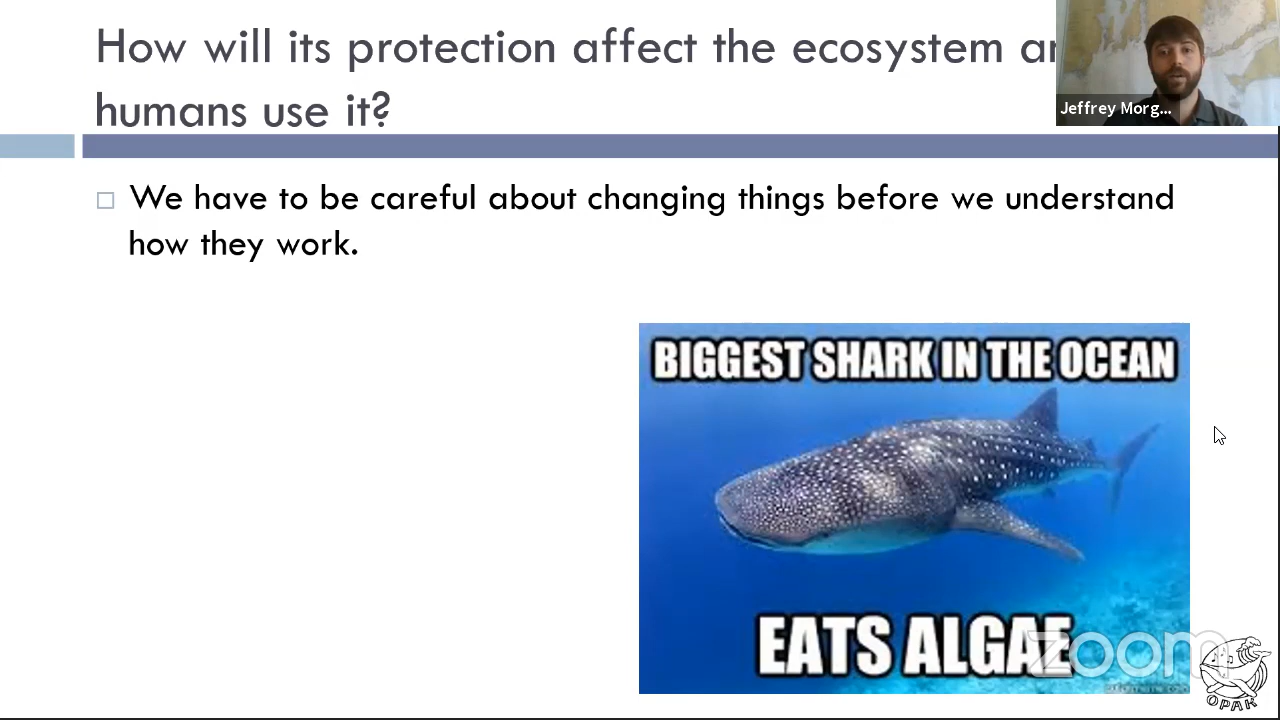 How will its protection affect the ecosystem
humans use it?
Jeffrey Morg...
We have to be careful about changing things before we understand
how they work.
BIGGEST SHARK IN THE OCEAN
EATS ALGAE
zoom
OPAK